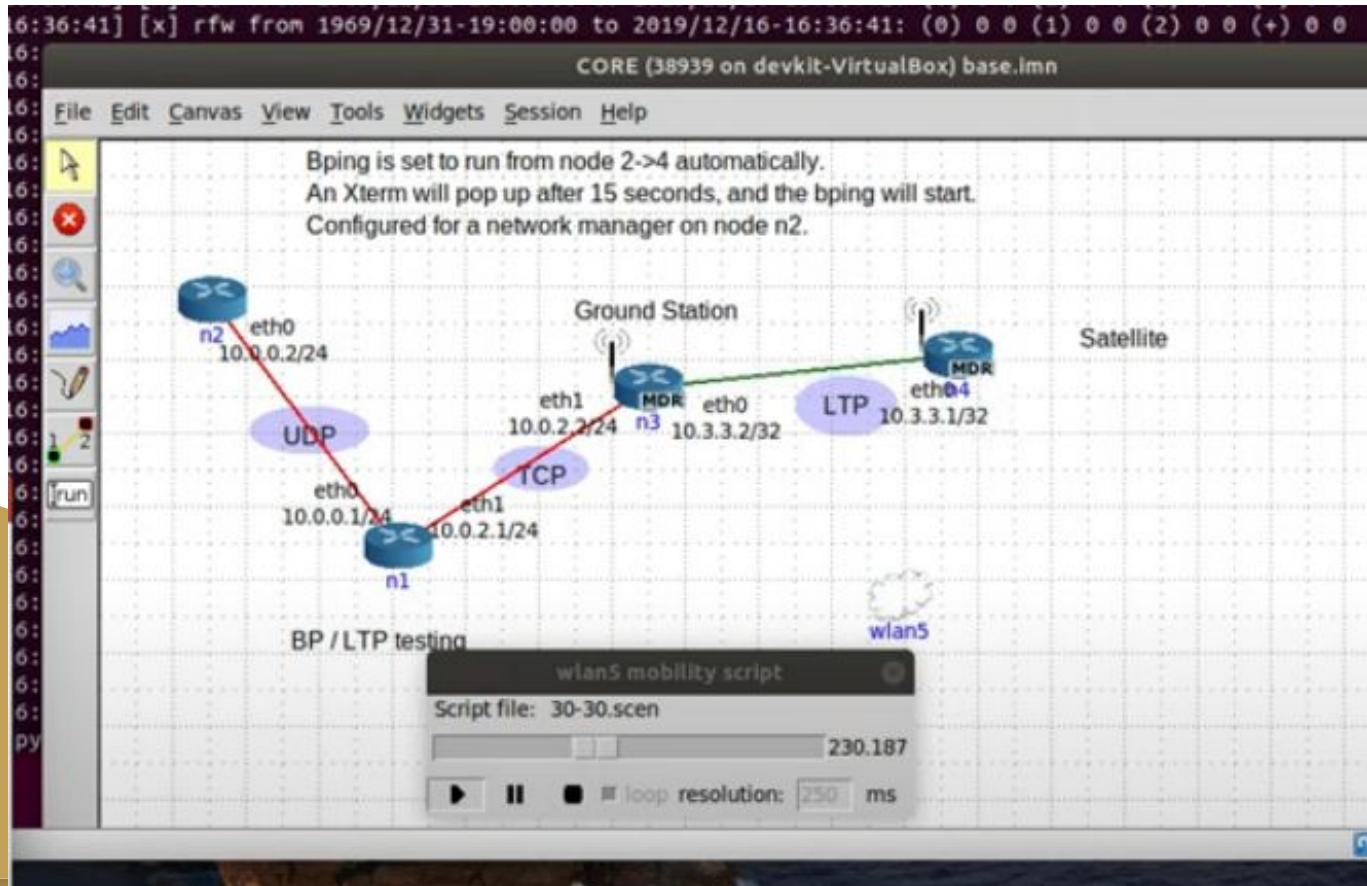 6:36:41] [x] rfw from 1969/12/31-19:00:00 to 2019/12/16-16:36:41: (0) 0 0 (1) 0 0 (2) 0 0 (+) 0 0
CORE (38939 on devkit-VirtualBox) base.imn
File Edit Canvas View Tools Widgets Session Help
Bping is set to run from node 2->4 automatically.
An Xterm will pop up after 15 seconds, and the bping will start.
Configured for a network manager on node n2.
n2
eth0
10.0.0.2/24
UDP
eth0
10.0.0.1/24
n1
eth1
10.0.2.1/24
TCP
eth1
10.0.2.2/24
Ground Station
MDR
n3
eth0
10.3.3.2/32
LTP
MDR
eth0
n4
10.3.3.1/32
Satellite
wlan5
1 2
run
py
BP / LTP testing
wlan5 mobility script
Script file: 30-30.scen
230.187
loop resolution: 250 ms